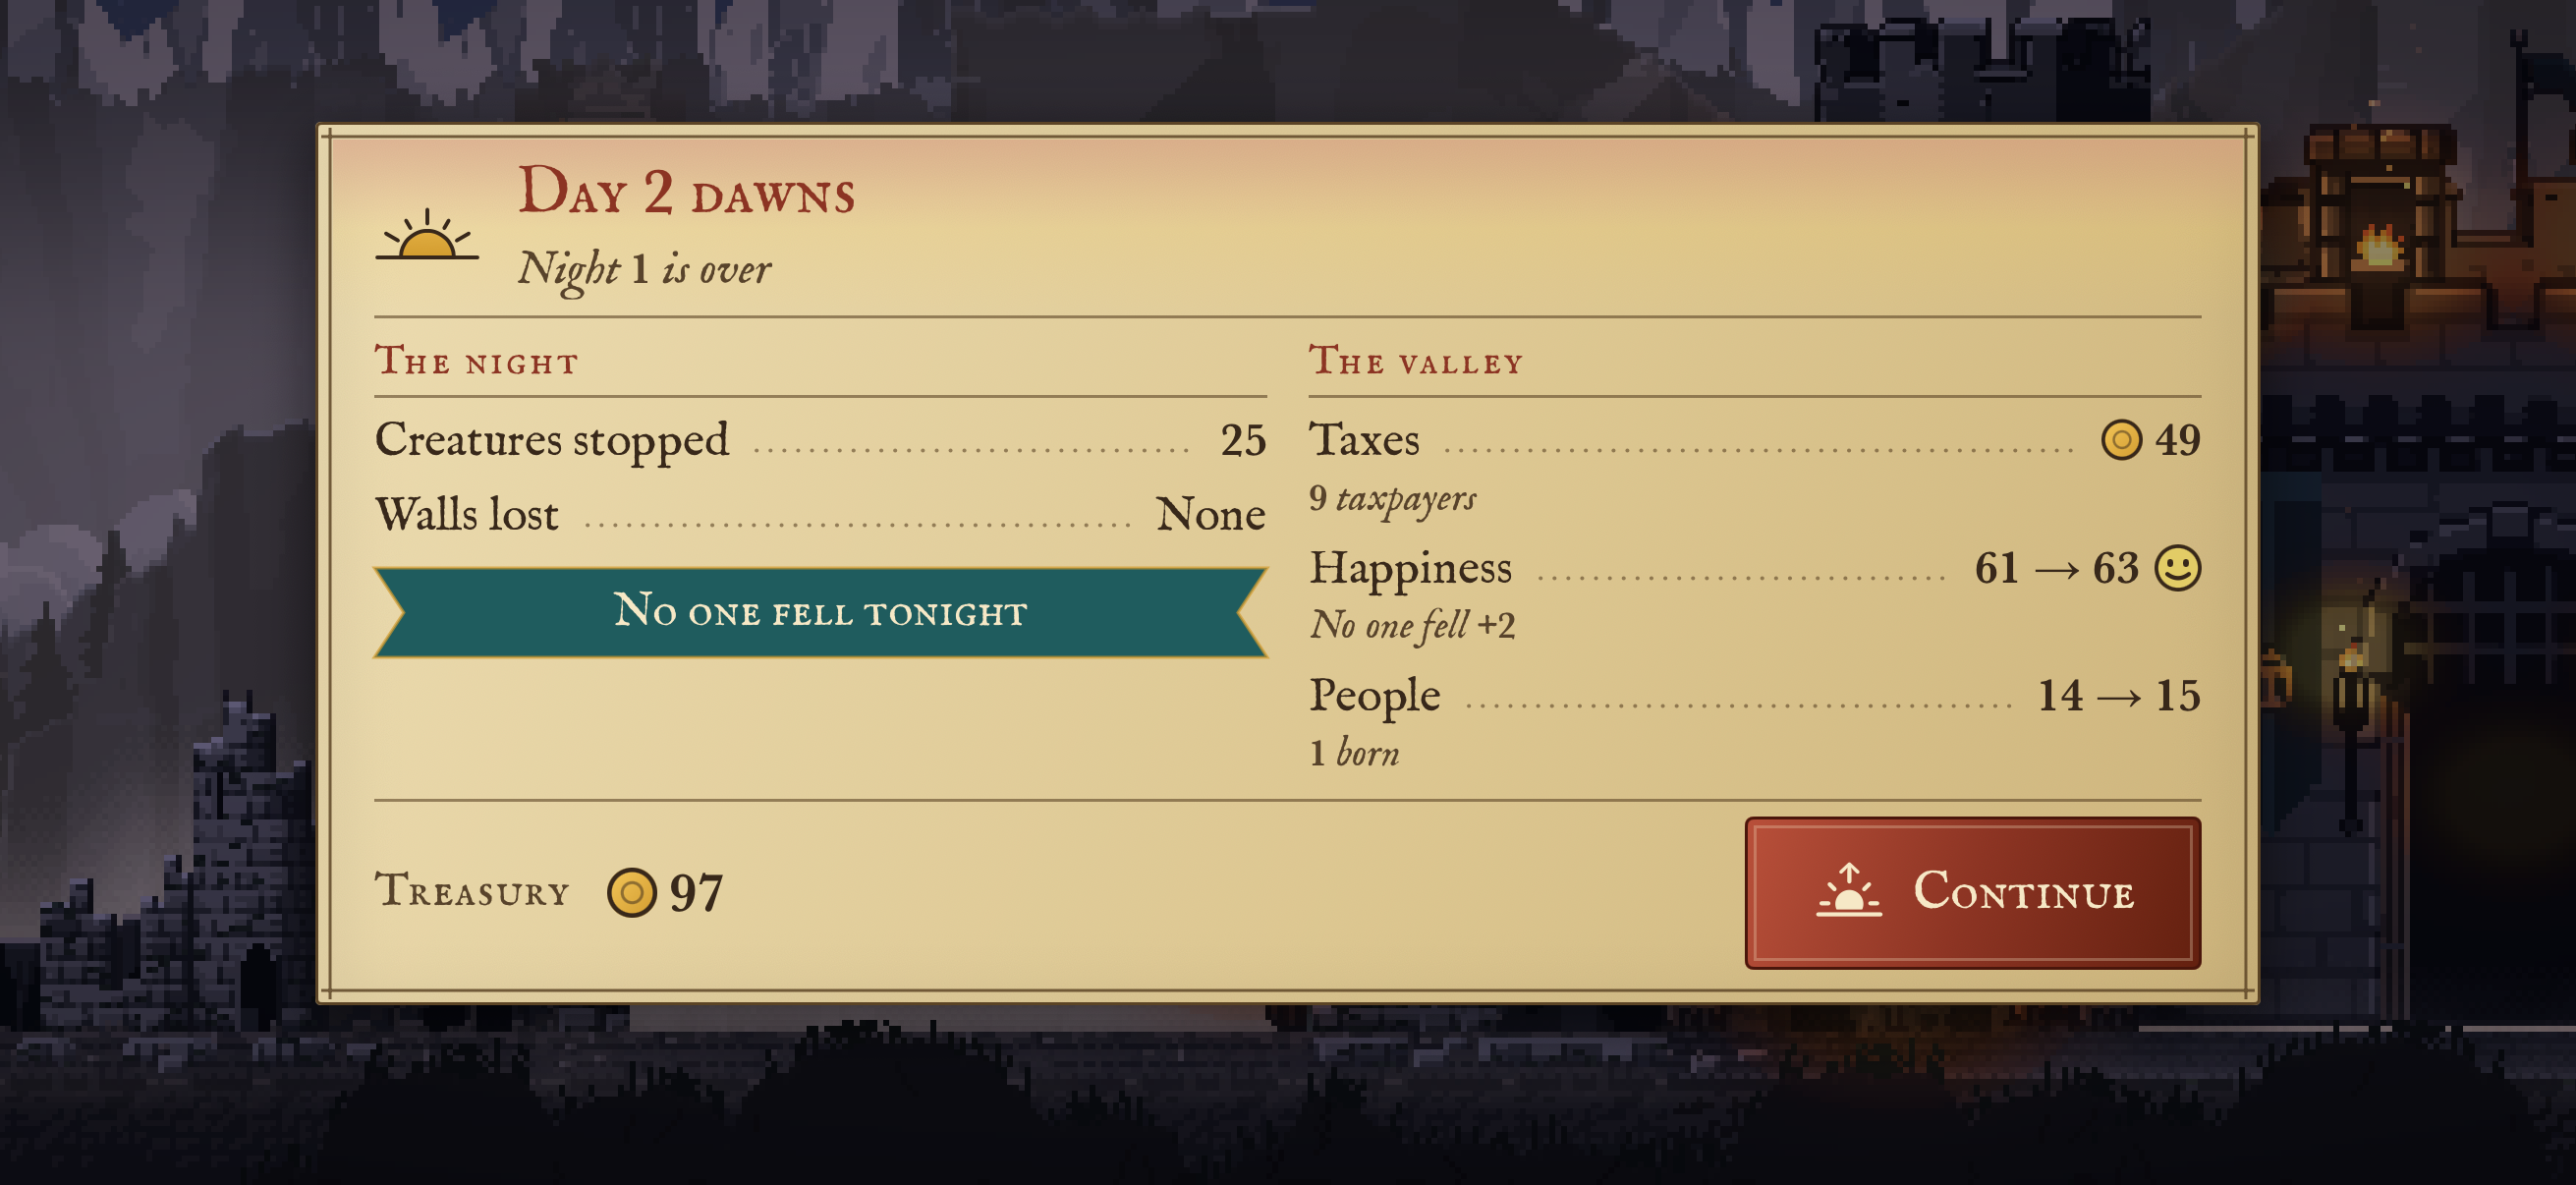 Day 2 dawns
Night 1 is over
The night
Creatures stopped 25
Walls lost None
No one fell tonight
The valley
Taxes 49
9 taxpayers
Happiness 61 → 63
No one fell +2
People 14 → 15
1 born
Treasury 97
Continue